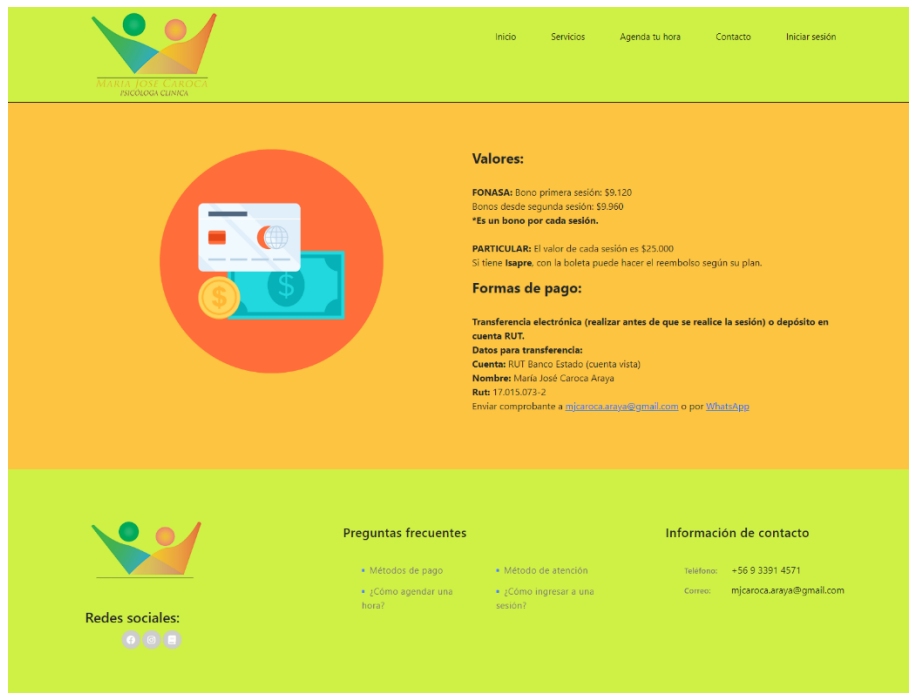 MARIA JOSE CAROCA
PSICOLOGA CLINICA
Inicio
Servicios
Agenda tu hora
Contacto
Iniciar sesión
Valores:
FONASA: Bono primera sesión: $9.120
Bonos desde segunda sesión: $9.960
*Es un bono por cada sesión.
PARTICULAR: El valor de cada sesión es $25.000
Si tiene Isapre, con la boleta puede hacer el reembolso según su plan.
Formas de pago:
Transferencia electrónica (realizar antes de que se realice la sesión) o depósito en
cuenta RUT.
Datos para transferencia:
Cuenta: RUT Banco Estado (cuenta vista)
Nombre: María José Caroca Araya
Rut: 17.015.073-2
Enviar comprobante a mjcaroca.araya@gmail.com o por WhatsApp
Redes sociales:
Preguntas frecuentes
Métodos de pago
¿Cómo agendar una
hora?
Método de atención
¿Cómo ingresar a una
sesión?
Información de contacto
Teléfono: +56 9 3391 4571
Correo: mjcaroca.araya@gmail.com